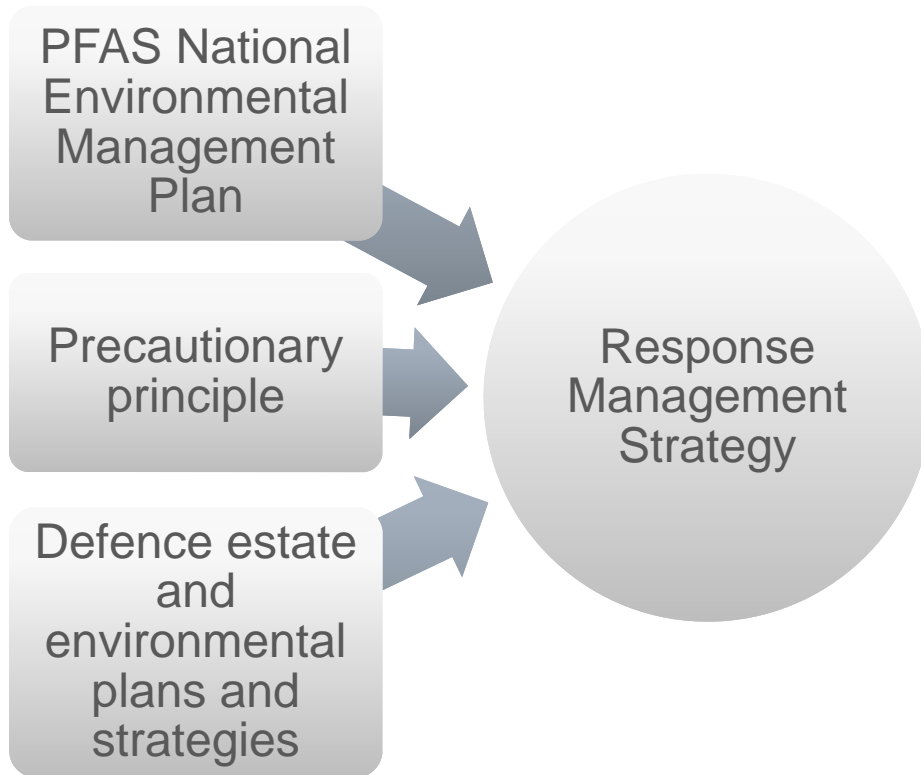 PFAS National
Environmental
Management
Plan
Precautionary
principle
Defence estate
and
environmental
plans and
strategies
Response
Management
Strategy